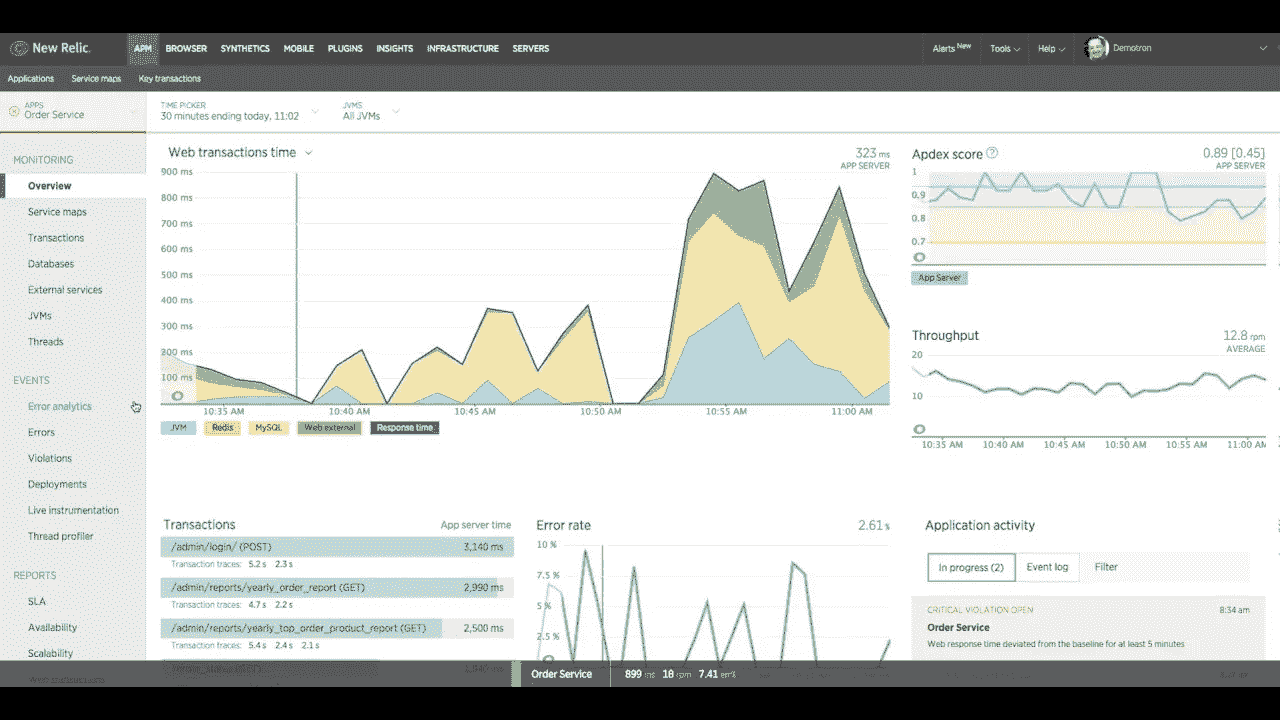 New Relic.
APM BROWSER SYNTHETICS MOBILE PLUGINS INSIGHTS INFRASTRUCTURE SERVERS
Alerts New Tools Help Demotron
Applications Service maps Key transactions
APPS
Order Service
TIME PICKER
30 minutes ending today, 11:02
JVMS
All JVMs
MONITORING
Overview
Service maps
Transactions
Databases
External services
JVMs
Threads
EVENTS
Error analytics
Errors
Violations
Deployments
Live instrumentation
Thread profiler
REPORTS
SLA
Availability
Scalability
Web transactions time
323 ms
APP SERVER
900 ms
800 ms
700 ms
600 ms
500 ms
400 ms
300 ms
200 ms
100 ms
10:35 AM 10:40 AM 10:45 AM 10:50 AM 10:55 AM 11:00 AM
JVM Redis MySQL Web external Response time
Apdex score ?
0.89 [0.45]
APP SERVER
1
0.9
0.8
0.7
App Server
Throughput
12.8 rpm
AVERAGE
20
10
10:35 AM 10:40 AM 10:45 AM 10:50 AM 10:55 AM 11:00 AM
Transactions
App server time
/admin/login/ (POST) 3,140 ms
Transaction traces: 5.2 s 2.3 s
/admin/reports/yearly_order_report (GET) 2,990 ms
Transaction traces: 4.7 s 2.2 s
/admin/reports/yearly_top_order_product_report (GET) 2,500 ms
Transaction traces: 5.4 s 2.4 s 2.1 s
Error rate
2.61
10 %
7.5 %
5 %
2.5 %
Application activity
In progress (2) Event log Filter
CRITICAL VIOLATION OPEN 8:34 am
Order Service
Web response time deviated from the baseline for at least 5 minutes
Order Service 899 ms 18 rpm 7.41 err%